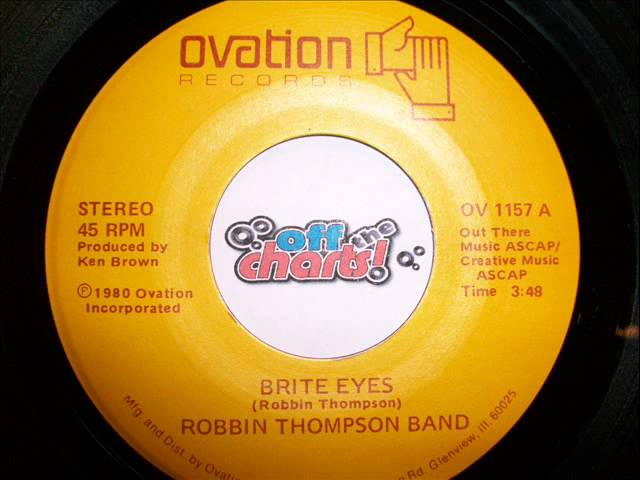 ovation
RECORDS
STEREO
45 RPM
Produced by
Ken Brown
℗ 1980 Ovation
Incorporated
OV 1157 A
Out There
Music ASCAP/
Creative Music
ASCAP
Time 3:48
off the
charts!
BRITE EYES
(Robbin Thompson)
ROBBIN THOMPSON BAND
Mfg and Dist. by Ovation Rd Glenview, Ill. 60025